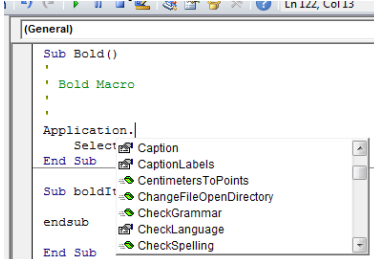 Ln 122, Col 13
(General)
Sub Bold()
'
' Bold Macro
'
'
Application.
Select
End Sub
Caption
CaptionLabels
CentimetersToPoints
ChangeFileOpenDirectory
CheckGrammar
CheckLanguage
CheckSpelling
Sub boldIt
endsub
End Sub